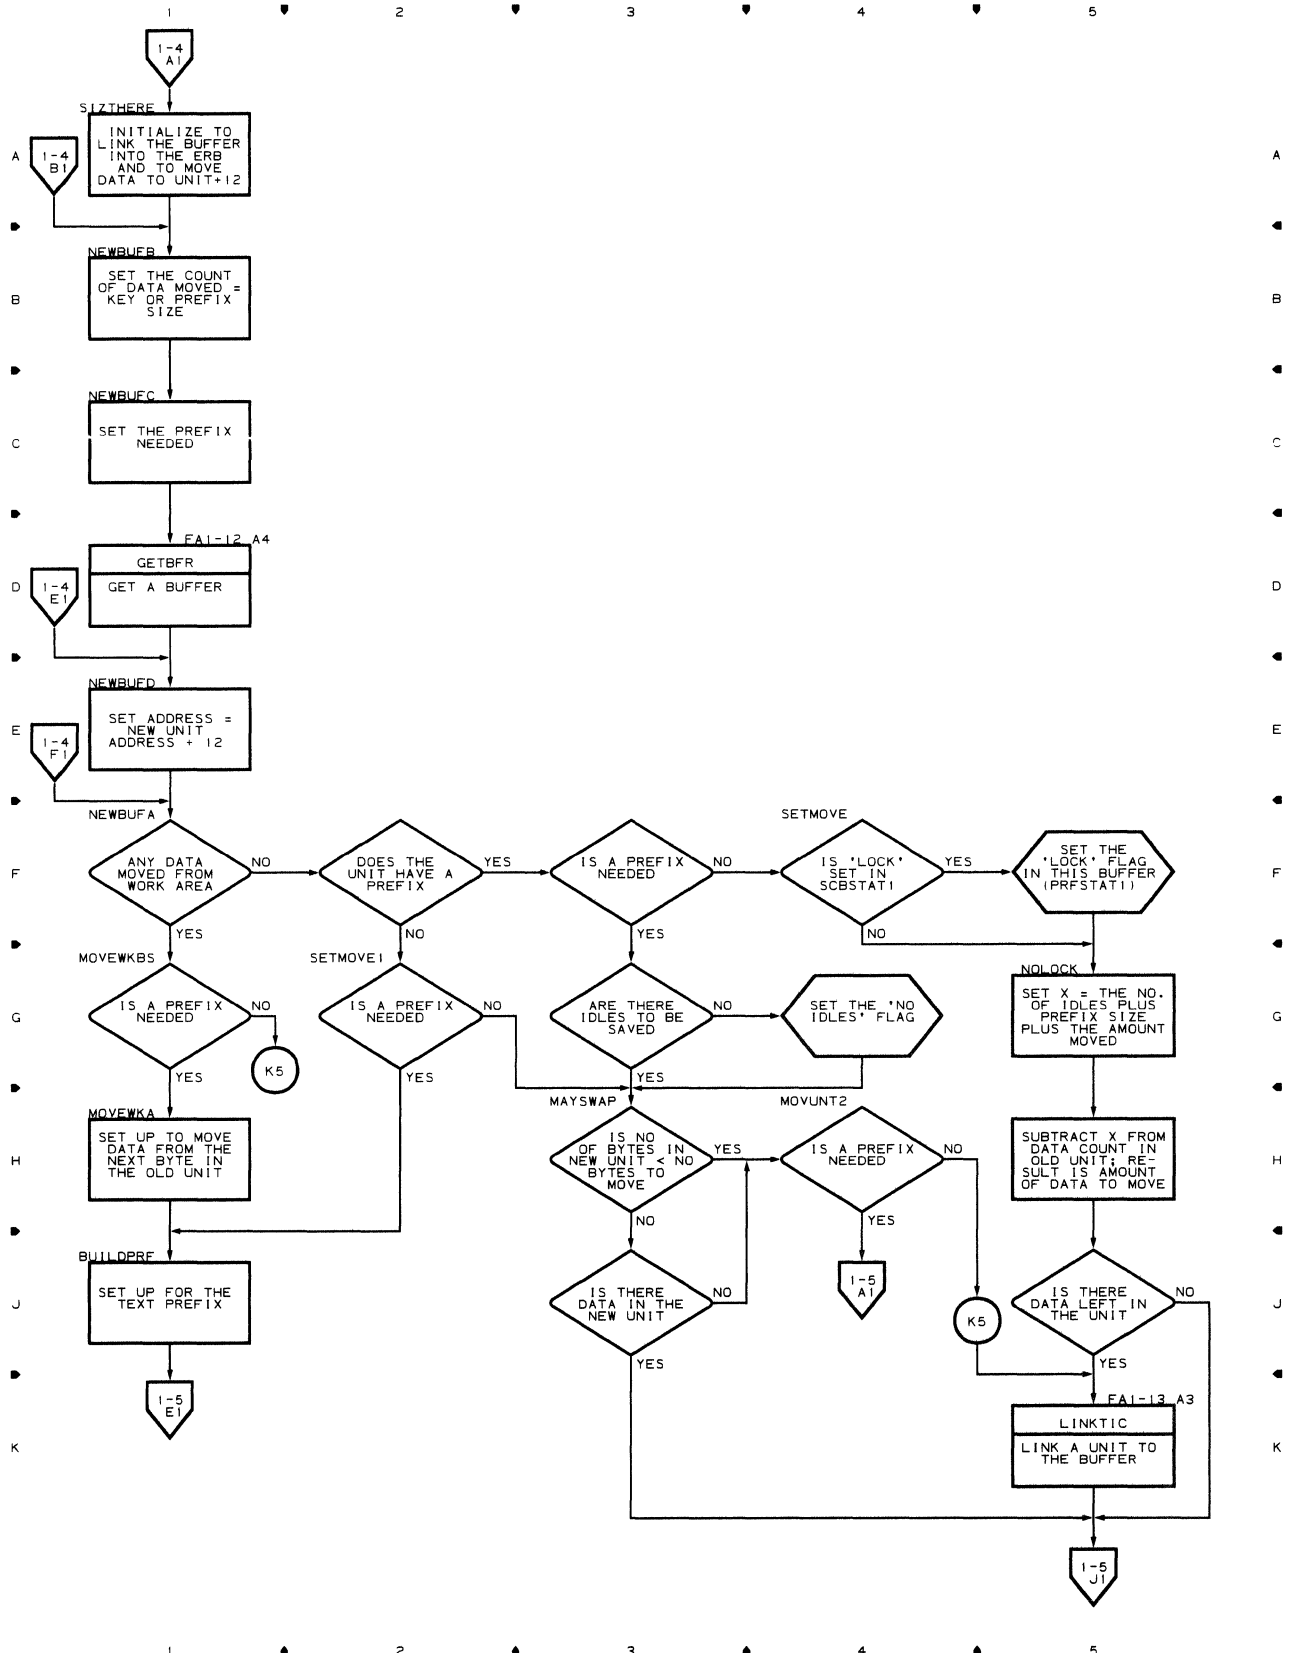 1 2 3 4 5
1-4
A1
SIZTHERE
INITIALIZE TO
LINK THE BUFFER
INTO THE ERB
AND TO MOVE
DATA TO UNIT+12
A
1-4
B1
A
NEWBUFB
SET THE COUNT
OF DATA MOVED =
KEY OR PREFIX
SIZE
B
B
NEWBUFC
SET THE PREFIX
NEEDED
C
C
FA1-12 A4
GETBFR
GET A BUFFER
D
1-4
E1
D
NEWBUFD
SET ADDRESS =
NEW UNIT
ADDRESS + 12
E
1-4
F1
E
NEWBUFA
ANY DATA
MOVED FROM
WORK AREA
NO
YES
DOES THE
UNIT HAVE A
PREFIX
YES
NO
IS A PREFIX
NEEDED
NO
YES
SETMOVE
IS 'LOCK'
SET IN
SCBSTAT1
YES
NO
SET THE
'LOCK' FLAG
IN THIS BUFFER
(PRFSTAT1)
F
F
MOVEWKBS
IS A PREFIX
NEEDED
NO
K5
YES
SETMOVE1
IS A PREFIX
NEEDED
NO
YES
ARE THERE
IDLES TO BE
SAVED
NO
YES
SET THE 'NO
IDLES' FLAG
NOLOCK
SET X = THE NO.
OF IDLES PLUS
PREFIX SIZE
PLUS THE AMOUNT
MOVED
G
G
MOVEWKA
SET UP TO MOVE
DATA FROM THE
NEXT BYTE IN
THE OLD UNIT
MAYSWAP
IS NO
OF BYTES IN
NEW UNIT < NO
BYTES TO
MOVE
YES
NO
MOVUNT2
IS A PREFIX
NEEDED
NO
YES
SUBTRACT X FROM
DATA COUNT IN
OLD UNIT; RE-
SULT IS AMOUNT
OF DATA TO MOVE
H
H
BUILDPRF
SET UP FOR THE
TEXT PREFIX
IS THERE
DATA IN THE
NEW UNIT
NO
YES
1-5
A1
K5
IS THERE
DATA LEFT IN
THE UNIT
NO
YES
J
J
1-5
E1
FA1-13 A3
LINKTIC
LINK A UNIT TO
THE BUFFER
K
K
1-5
J1
1 2 3 4 5